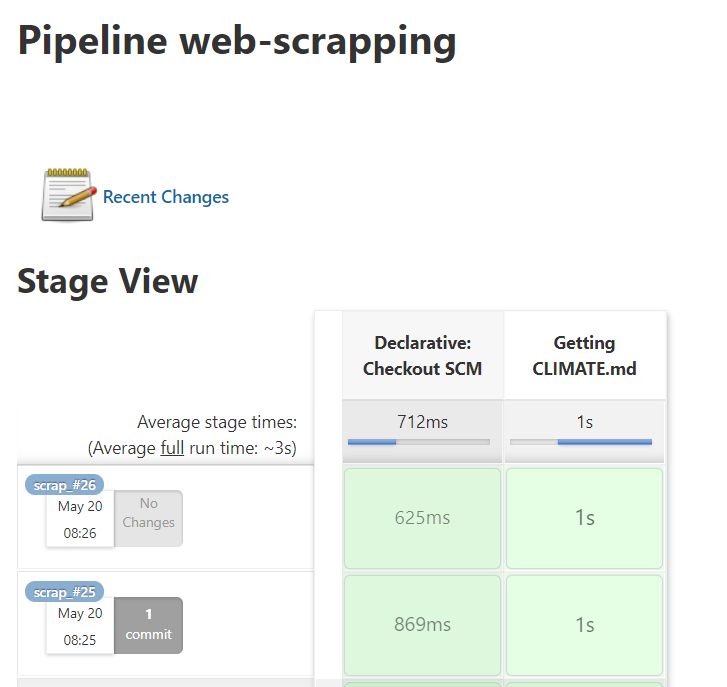 Pipeline web-scrapping
Recent Changes
Stage View
Declarative:
Checkout SCM
Getting
CLIMATE.md
Average stage times:
(Average full run time: ~3s)
712ms
1s
scrap_#26
May 20
08:26
No
Changes
625ms
1s
scrap_#25
May 20
08:25
1
commit
869ms
1s